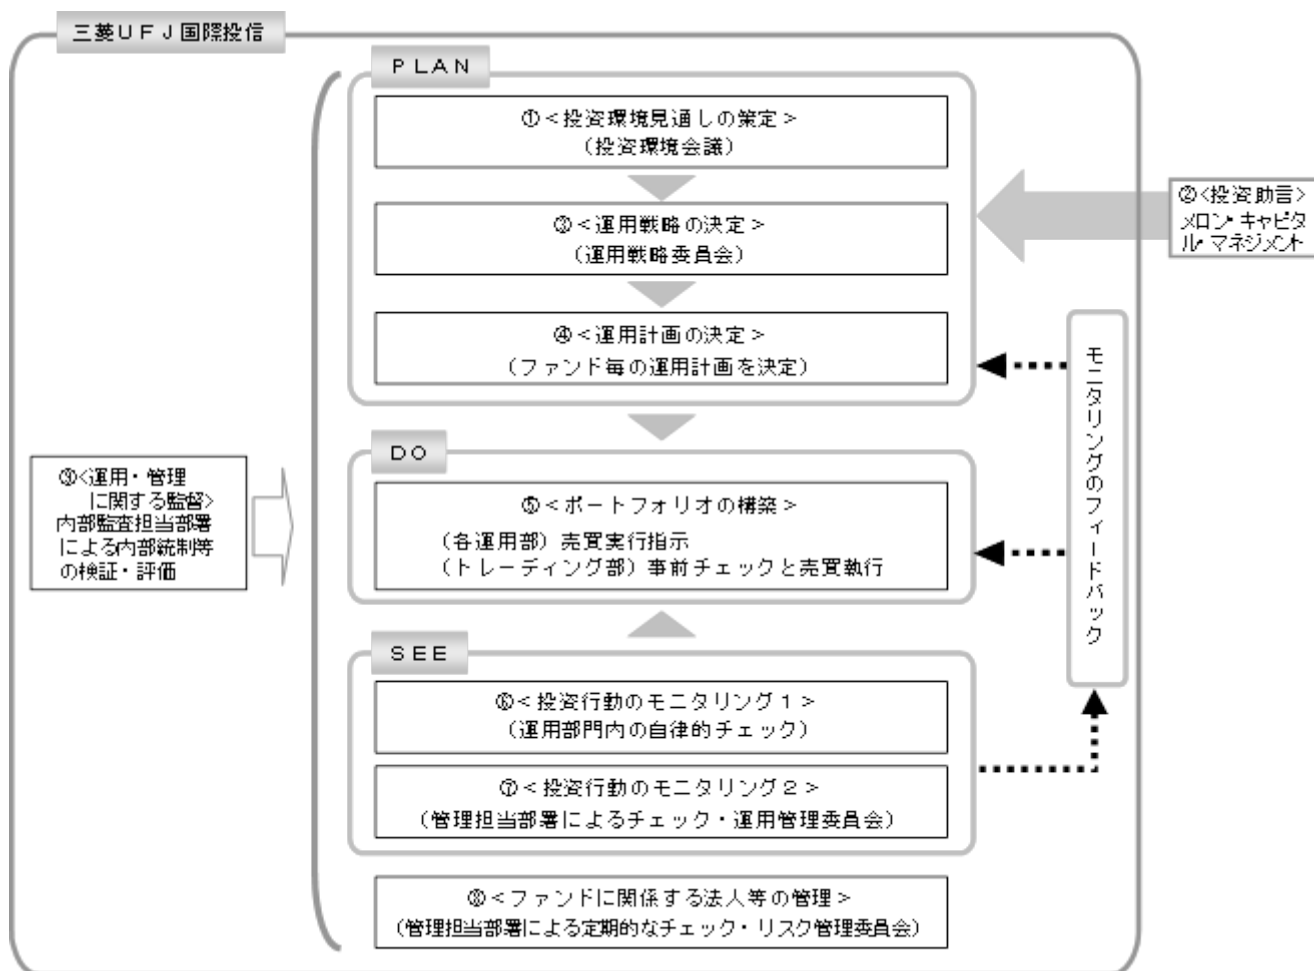 三菱ＵＦＪ国際投信
ＰＬＡＮ
①＜投資環境見通しの策定＞
（投資環境会議）
②＜投資助言＞
メロン・キャピタ
ル・マネジメント
③＜運用戦略の決定＞
（運用戦略委員会）
④＜運用計画の決定＞
（ファンド毎の運用計画を決定）
モニタリングのフィードバック
ＤＯ
⑤＜ポートフォリオの構築＞
（各運用部）売買実行指示
（トレーディング部）事前チェックと売買執行
⑨＜運用・管理
に関する監督＞
内部監査担当部署
による内部統制等
の検証・評価
ＳＥＥ
⑥＜投資行動のモニタリング１＞
（運用部門内の自律的チェック）
⑦＜投資行動のモニタリング２＞
（管理担当部署によるチェック・運用管理委員会）
⑧＜ファンドに関係する法人等の管理＞
（管理担当部署による定期的なチェック・リスク管理委員会）